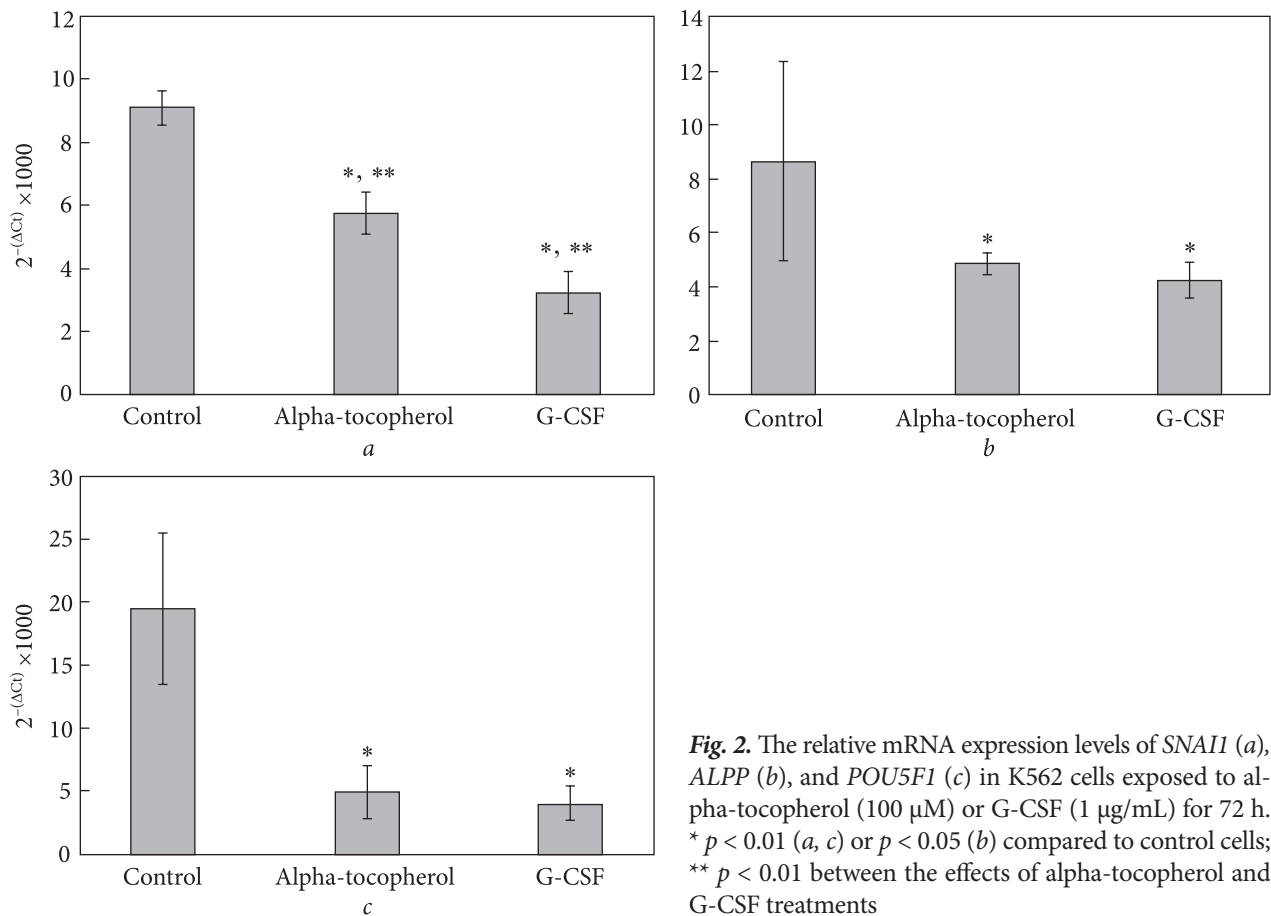 12
10
8
6
4
2
0
2^−(ΔCt) ×1000
*, **
*, **
Control Alpha-tocopherol G-CSF
a
14
12
10
8
6
4
2
0
*
*
Control Alpha-tocopherol G-CSF
b
30
25
20
15
10
5
0
2^−(ΔCt) ×1000
*
*
Control Alpha-tocopherol G-CSF
c
Fig. 2. The relative mRNA expression levels of SNAI1 (a),
ALPP (b), and POU5F1 (c) in K562 cells exposed to al-
pha-tocopherol (100 μM) or G-CSF (1 μg/mL) for 72 h.
* p < 0.01 (a, c) or p < 0.05 (b) compared to control cells;
** p < 0.01 between the effects of alpha-tocopherol and
G-CSF treatments